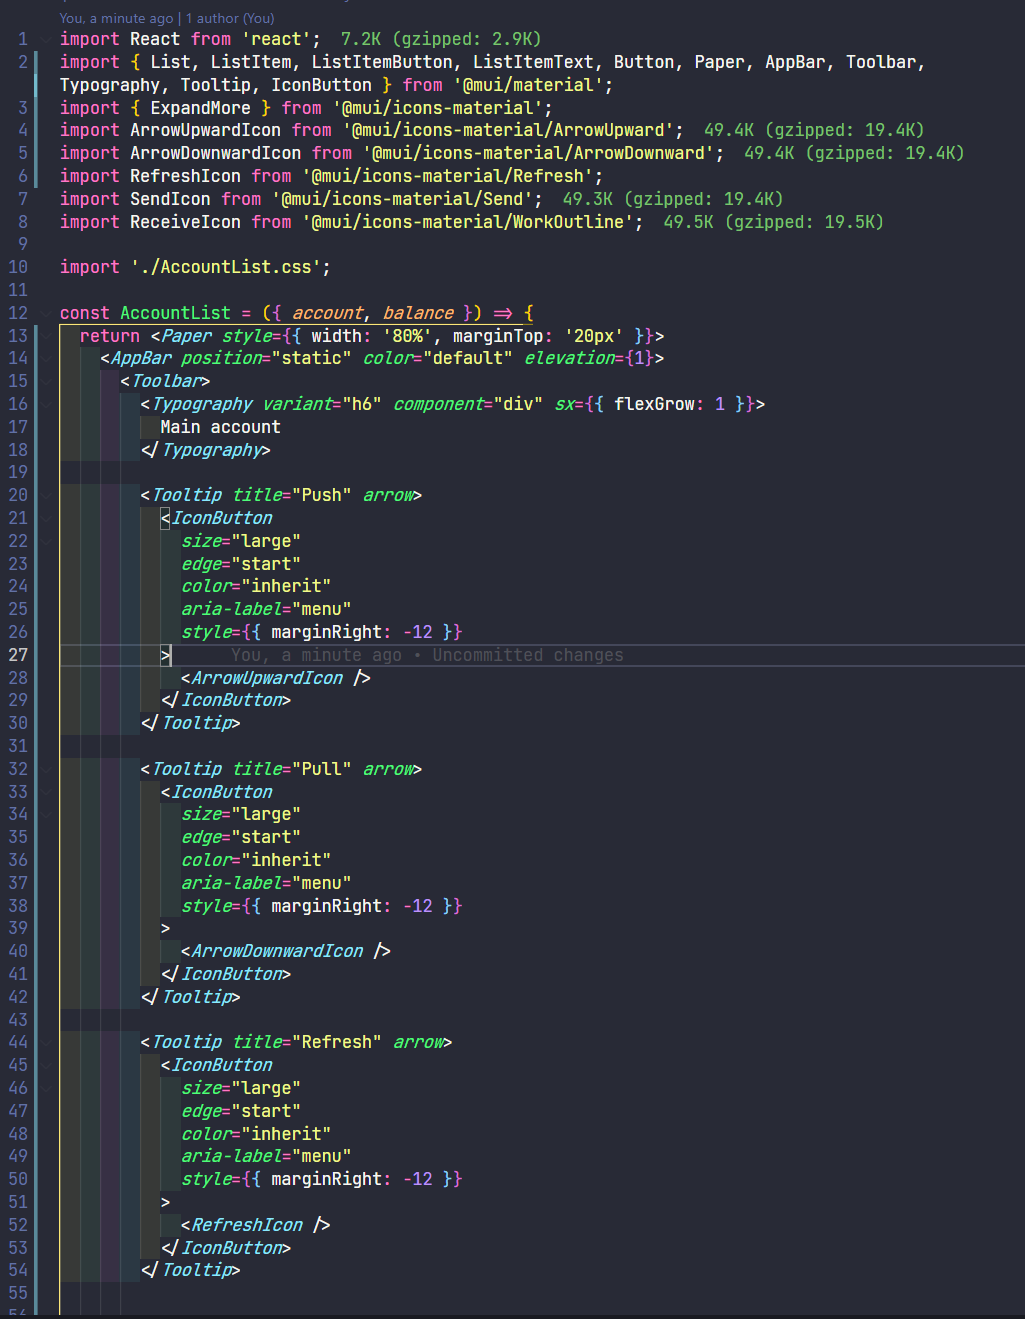 You, a minute ago | 1 author (You)
1 import React from 'react'; 7.2K (gzipped: 2.9K)
2 import { List, ListItem, ListItemButton, ListItemText, Button, Paper, AppBar, Toolbar,
Typography, Tooltip, IconButton } from '@mui/material';
3 import { ExpandMore } from '@mui/icons-material';
4 import ArrowUpwardIcon from '@mui/icons-material/ArrowUpward'; 49.4K (gzipped: 19.4K)
5 import ArrowDownwardIcon from '@mui/icons-material/ArrowDownward'; 49.4K (gzipped: 19.4K)
6 import RefreshIcon from '@mui/icons-material/Refresh';
7 import SendIcon from '@mui/icons-material/Send'; 49.3K (gzipped: 19.4K)
8 import ReceiveIcon from '@mui/icons-material/WorkOutline'; 49.5K (gzipped: 19.5K)
9
10 import './AccountList.css';
11
12 const AccountList = ({ account, balance }) => {
13 return <Paper style={{ width: '80%', marginTop: '20px' }}>
14 <AppBar position="static" color="default" elevation={1}>
15 <Toolbar>
16 <Typography variant="h6" component="div" sx={{ flexGrow: 1 }}>
17 Main account
18 </Typography>
19
20 <Tooltip title="Push" arrow>
21 <IconButton
22 size="large"
23 edge="start"
24 color="inherit"
25 aria-label="menu"
26 style={{ marginRight: -12 }}
27 > You, a minute ago • Uncommitted changes
28 <ArrowUpwardIcon />
29 </IconButton>
30 </Tooltip>
31
32 <Tooltip title="Pull" arrow>
33 <IconButton
34 size="large"
35 edge="start"
36 color="inherit"
37 aria-label="menu"
38 style={{ marginRight: -12 }}
39 >
40 <ArrowDownwardIcon />
41 </IconButton>
42 </Tooltip>
43
44 <Tooltip title="Refresh" arrow>
45 <IconButton
46 size="large"
47 edge="start"
48 color="inherit"
49 aria-label="menu"
50 style={{ marginRight: -12 }}
51 >
52 <RefreshIcon />
53 </IconButton>
54 </Tooltip>
55
56